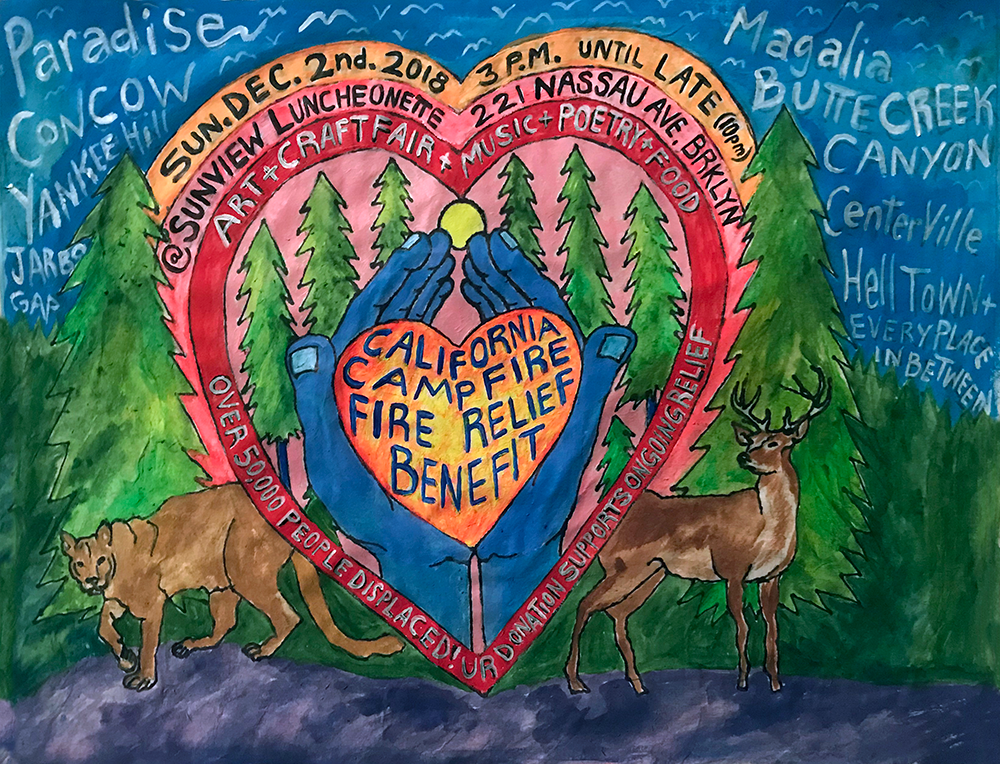 Paradise
CONCOW
YANKEE Hill
JARBO
GAP
Magalia
BUTTE CREEK
CANYON
CenterVille
Hell TOWN+
EVERY PLACE
IN BETWEEN
SUN. DEC. 2nd. 2018 3 P.M. UNTIL LATE (10pm)
@SUNVIEW LUNCHEONETTE 221 NASSAU AVE. BRKLYN
ART + CRAFT FAIR + MUSIC + POETRY + FOOD
CALIFORNIA
CAMP FIRE
FIRE RELIEF
BENEFIT
OVER 50,000 PEOPLE DISPLACED! UR DONATION SUPPORTS ONGOING RELIEF